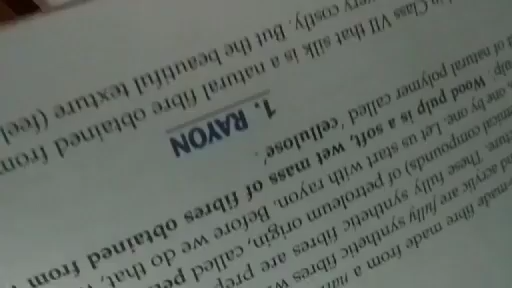 made fibre made from a
acrylic are fully synthetic fibres
These fully synthetic fibres are
compounds) of petroleum origin, called
one by one. Let us start with rayon. Before we do that,
Wood pulp is a soft, wet mass of fibres obtained from
of natural polymer called 'cellulose'.
1. RAYON
in Class VII that silk is a natural fibre obtained from
very costly. But the beautiful texture (feel